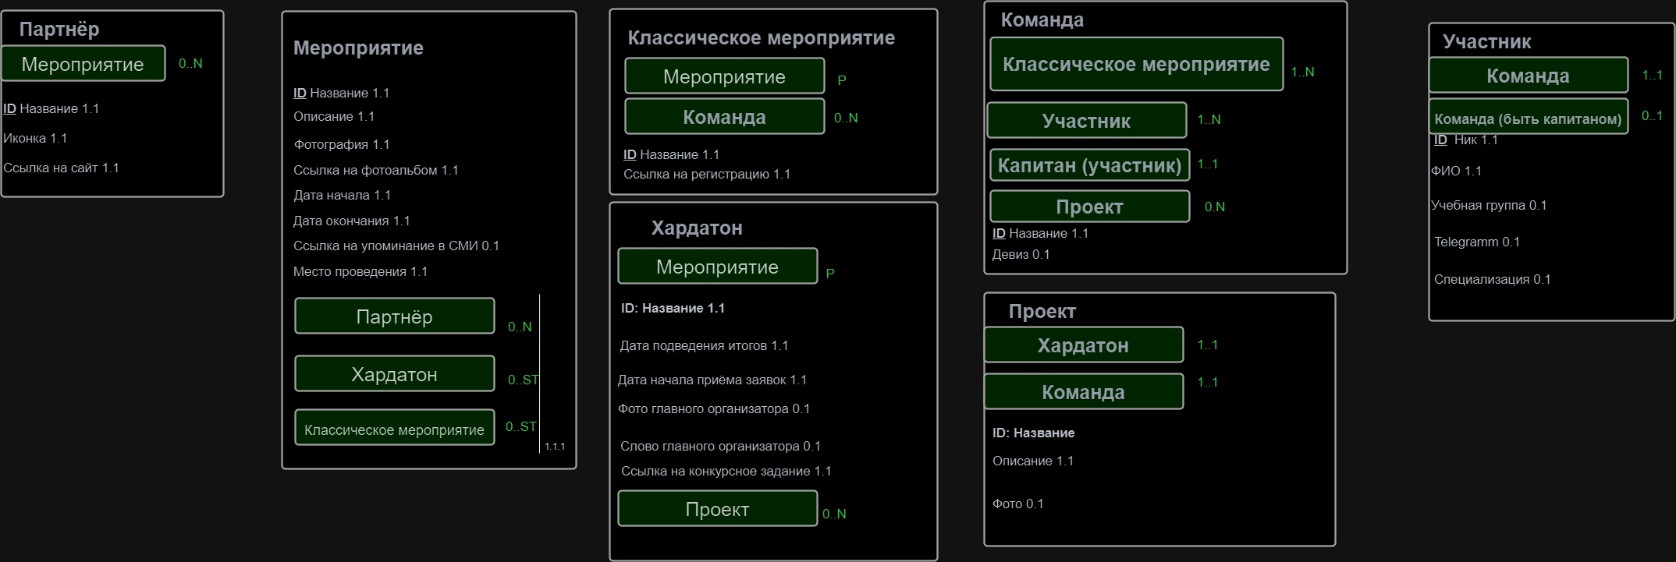 Партнёр
Мероприятие 0..N
ID Название 1.1
Иконка 1.1
Ссылка на сайт 1.1
Мероприятие
ID Название 1.1
Описание 1.1
Фотография 1.1
Ссылка на фотоальбом 1.1
Дата начала 1.1
Дата окончания 1.1
Ссылка на упоминание в СМИ 0.1
Место проведения 1.1
Партнёр 0..N
Хардатон 0..ST
Классическое мероприятие 0..ST
1.1.1
Классическое мероприятие
Мероприятие P
Команда 0..N
ID Название 1.1
Ссылка на регистрацию 1.1
Хардатон
Мероприятие P
ID: Название 1.1
Дата подведения итогов 1.1
Дата начала приёма заявок 1.1
Фото главного организатора 0.1
Слово главного организатора 0.1
Ссылка на конкурсное задание 1.1
Проект 0..N
Команда
Классическое мероприятие 1..N
Участник 1..N
Капитан (участник) 1..1
Проект 0.N
ID Название 1.1
Девиз 0.1
Проект
Хардатон 1..1
Команда 1..1
ID: Название
Описание 1.1
Фото 0.1
Участник
Команда 1..1
Команда (быть капитаном) 0..1
ID Ник 1.1
ФИО 1.1
Учебная группа 0.1
Telegramm 0.1
Специализация 0.1